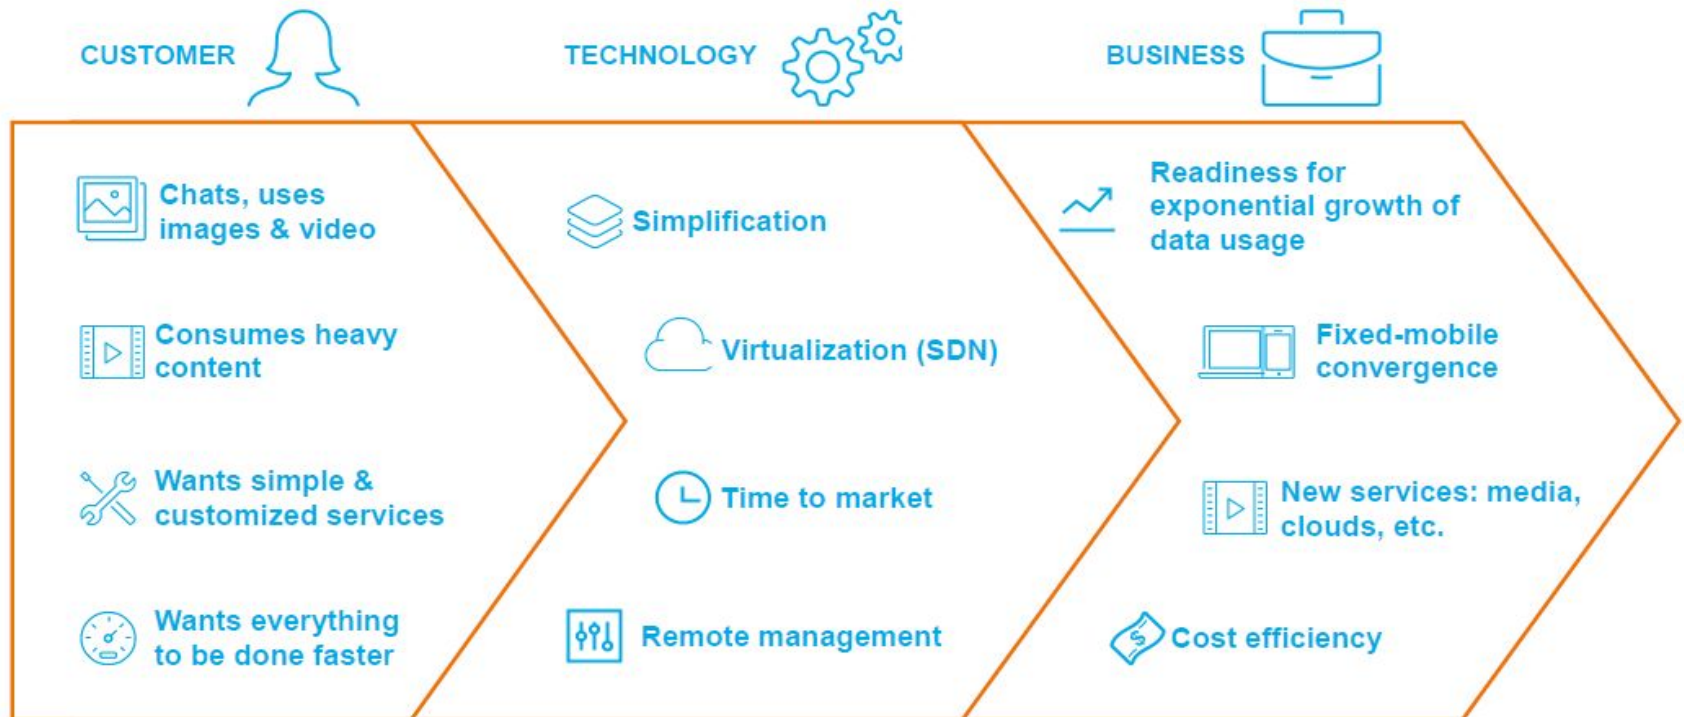 CUSTOMER
Chats, uses
images & video
Consumes heavy
content
Wants simple &
customized services
Wants everything
to be done faster
TECHNOLOGY
Simplification
Virtualization (SDN)
Time to market
Remote management
BUSINESS
Readiness for
exponential growth of
data usage
Fixed-mobile
convergence
New services: media,
clouds, etc.
$
Cost efficiency